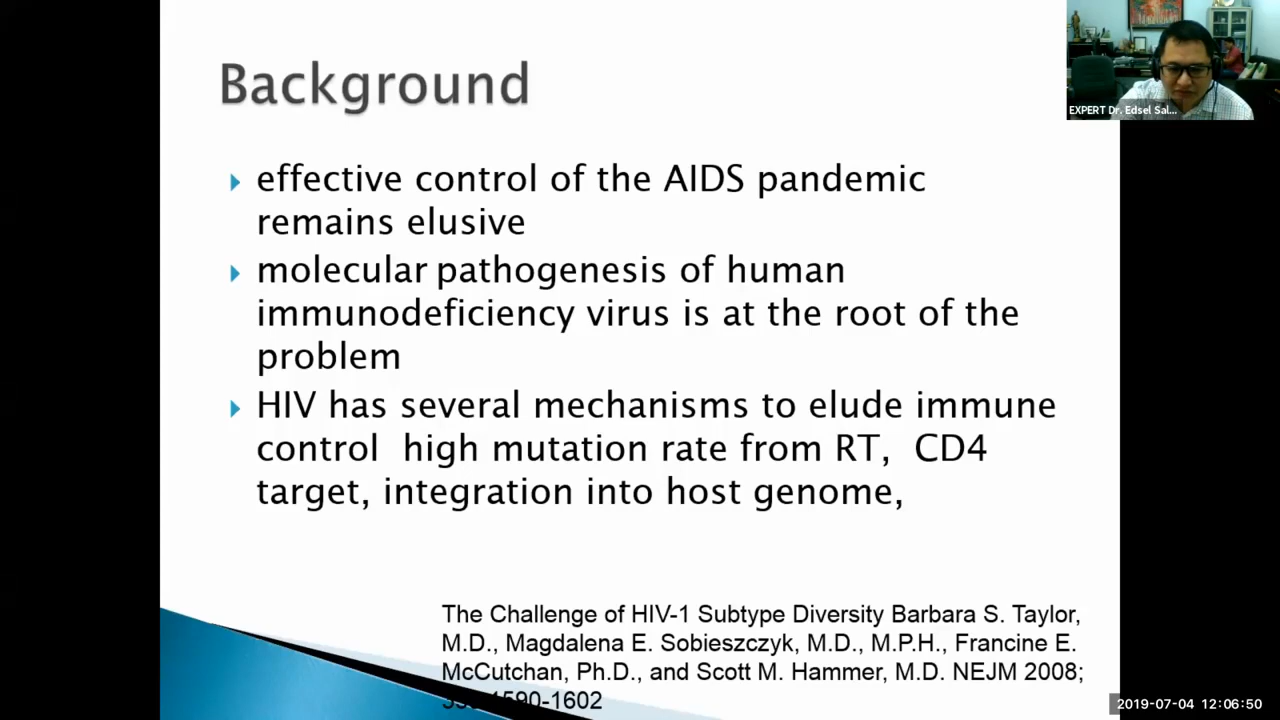 Background
effective control of the AIDS pandemic
remains elusive
molecular pathogenesis of human
immunodeficiency virus is at the root of the
problem
HIV has several mechanisms to elude immune
control high mutation rate from RT, CD4
target, integration into host genome,
The Challenge of HIV-1 Subtype Diversity Barbara S. Taylor,
M.D., Magdalena E. Sobieszczyk, M.D., M.P.H., Francine E.
McCutchan, Ph.D., and Scott M. Hammer, M.D. NEJM 2008;
1590-1602
EXPERT Dr. Edsel Sal...
2019-07-04 12:06:50